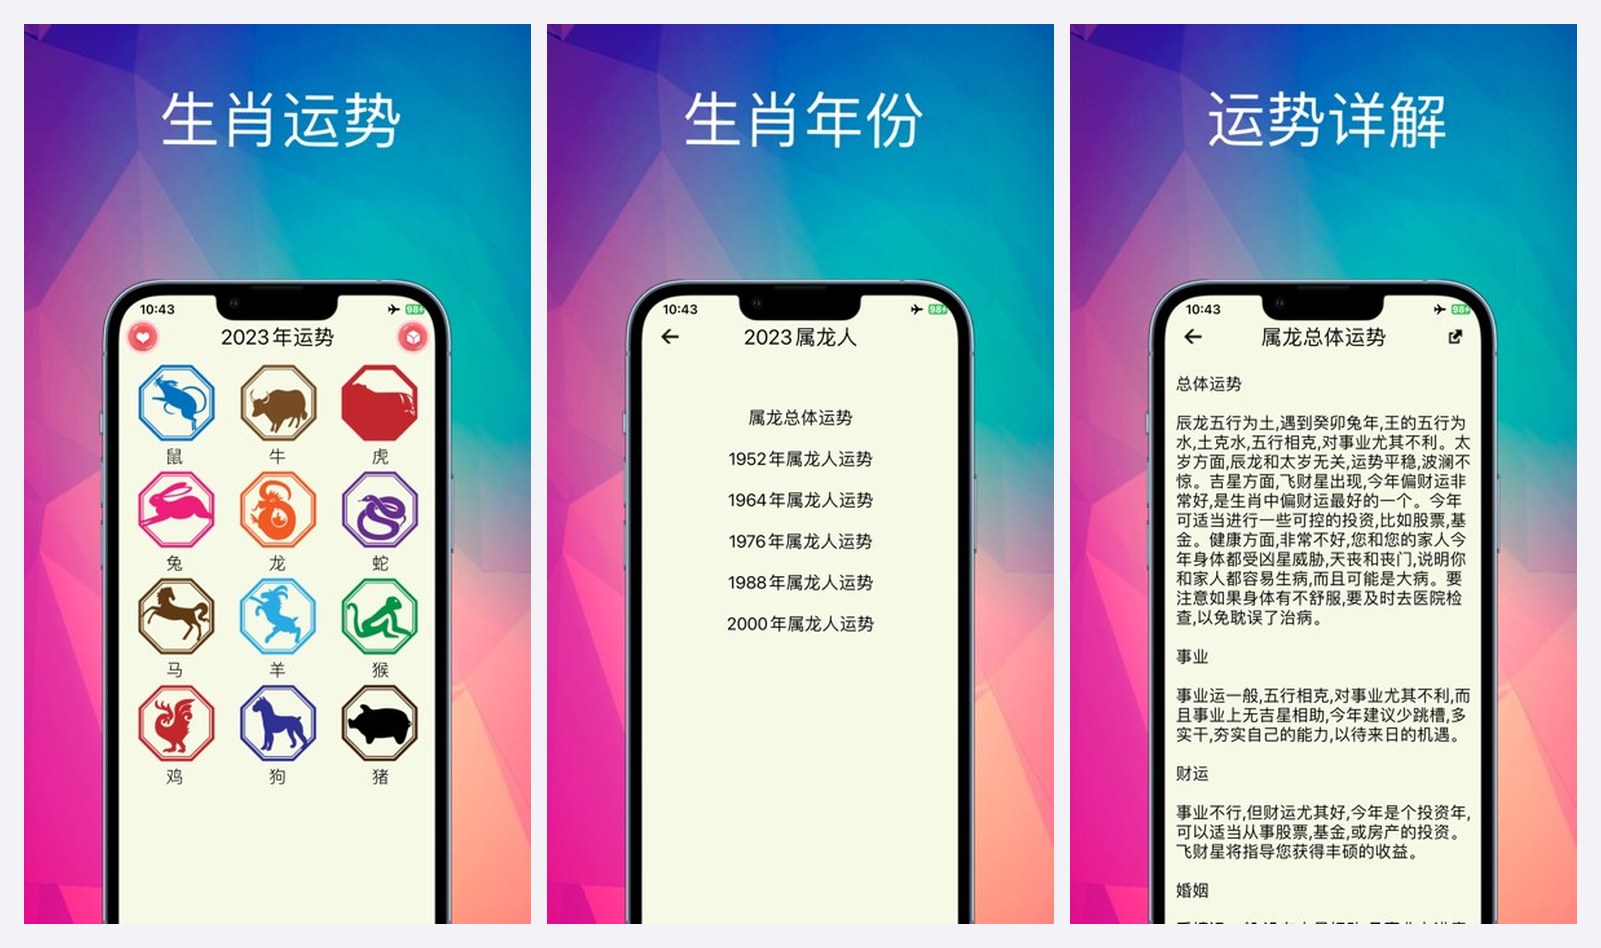 生肖运势
10:43
98
2023年运势
鼠 牛 虎
兔 龙 蛇
马 羊 猴
鸡 狗 猪
生肖年份
10:43
98
2023属龙人
属龙总体运势
1952年属龙人运势
1964年属龙人运势
1976年属龙人运势
1988年属龙人运势
2000年属龙人运势
运势详解
10:43
98
属龙总体运势
总体运势
辰龙五行为土,遇到癸卯兔年,王的五行为
水,土克水,五行相克,对事业尤其不利。太
岁方面,辰龙和太岁无关,运势平稳,波澜不
惊。吉星方面,飞财星出现,今年偏财运非
常好,是生肖中偏财运最好的一个。今年
可适当进行一些可控的投资,比如股票,基
金。健康方面,非常不好,您和您的家人今
年身体都受凶星威胁,天丧和丧门,说明你
和家人都容易生病,而且可能是大病。要
注意如果身体有不舒服,要及时去医院检
查,以免耽误了治病。
事业
事业运一般,五行相克,对事业尤其不利,而
且事业上无吉星相助,今年建议少跳槽,多
实干,夯实自己的能力,以待来日的机遇。
财运
事业不行,但财运尤其好,今年是个投资年,
可以适当从事股票,基金,或房产的投资。
飞财星将指导您获得丰硕的收益。
婚姻